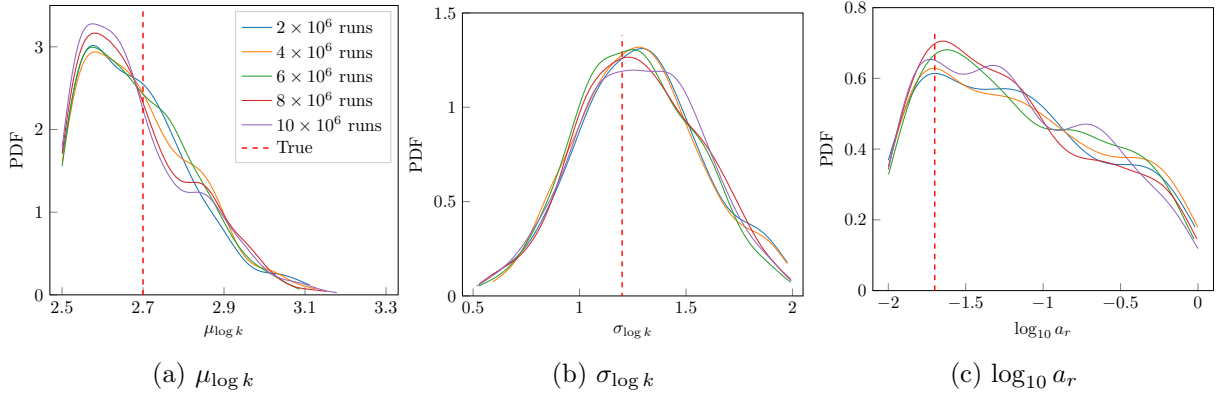 3
2
1
0
PDF
2.5
2.7
2.9
3.1
3.3
μ_{log k}
2 × 10^6 runs
4 × 10^6 runs
6 × 10^6 runs
8 × 10^6 runs
10 × 10^6 runs
True
(a) μ_{log k}
1.5
1
0.5
0
PDF
0.5
1
1.5
2
σ_{log k}
(b) σ_{log k}
0.8
0.6
0.4
0.2
0
PDF
−2
−1.5
−1
−0.5
0
log_{10} a_r
(c) log_{10} a_r